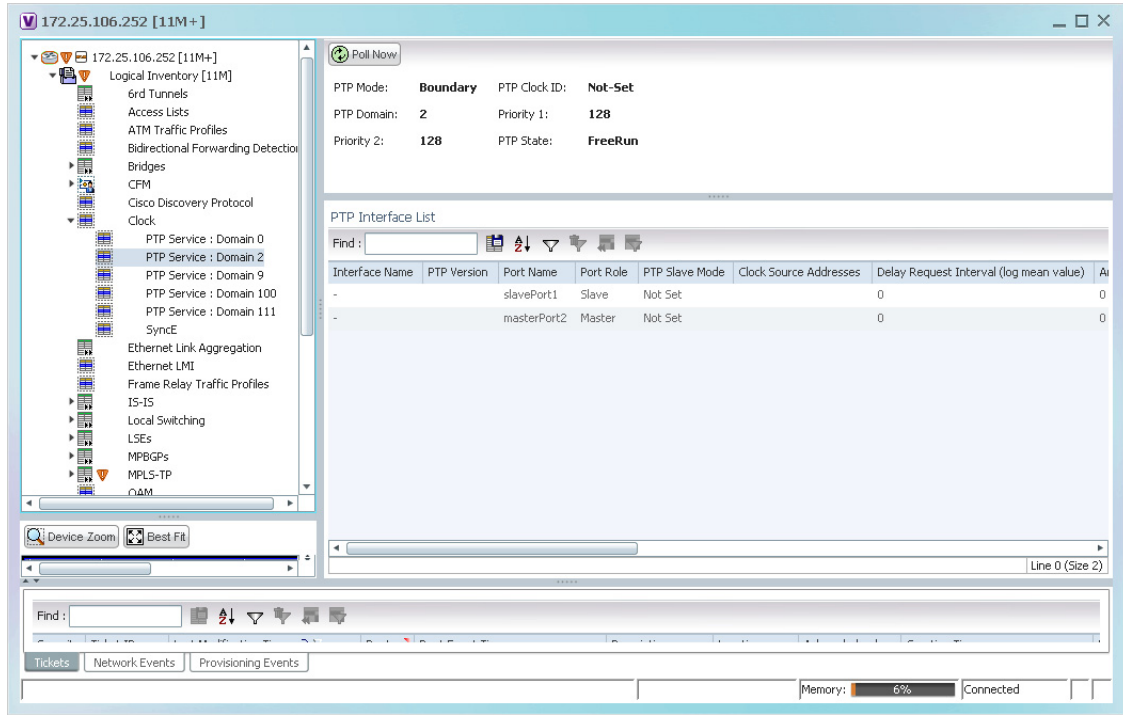 172.25.106.252 [11M+]
172.25.106.252 [11M+]
Logical Inventory [11M]
6rd Tunnels
Access Lists
ATM Traffic Profiles
Bidirectional Forwarding Detection
Bridges
CFM
Cisco Discovery Protocol
Clock
PTP Service : Domain 0
PTP Service : Domain 2
PTP Service : Domain 9
PTP Service : Domain 100
PTP Service : Domain 111
SyncE
Ethernet Link Aggregation
Ethernet LMI
Frame Relay Traffic Profiles
IS-IS
Local Switching
LSEs
MPBGPs
MPLS-TP
OAM
Device Zoom Best Fit
Poll Now
PTP Mode: Boundary PTP Clock ID: Not-Set
PTP Domain: 2 Priority 1: 128
Priority 2: 128 PTP State: FreeRun
PTP Interface List
Find :
Interface Name PTP Version Port Name Port Role PTP Slave Mode Clock Source Addresses Delay Request Interval (log mean value)
- slavePort1 Slave Not Set 0 0
- masterPort2 Master Not Set 0 0
Line 0 (Size 2)
Find :
Tickets Network Events Provisioning Events
Memory: 6% Connected